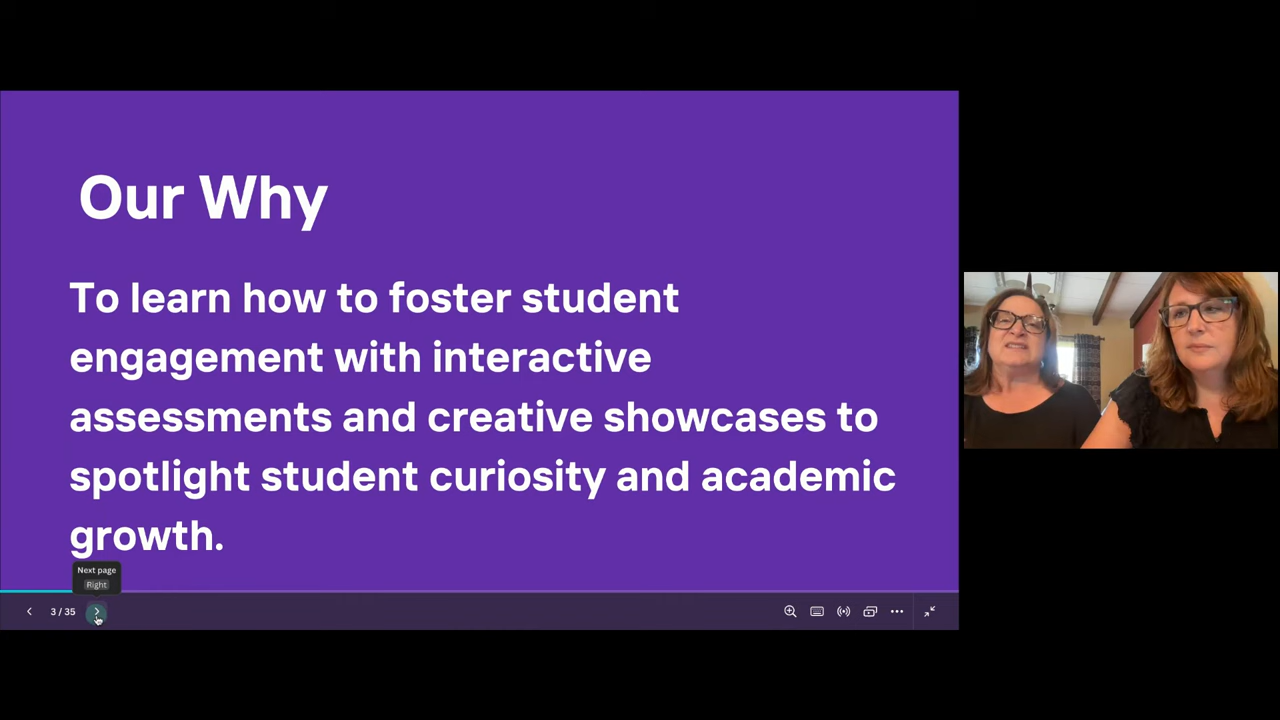 Our Why
To learn how to foster student
engagement with interactive
assessments and creative showcases to
spotlight student curiosity and academic
growth.
Next page
Right
3 / 35